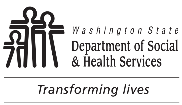 Washington State
Department of Social
& Health Services
Transforming lives